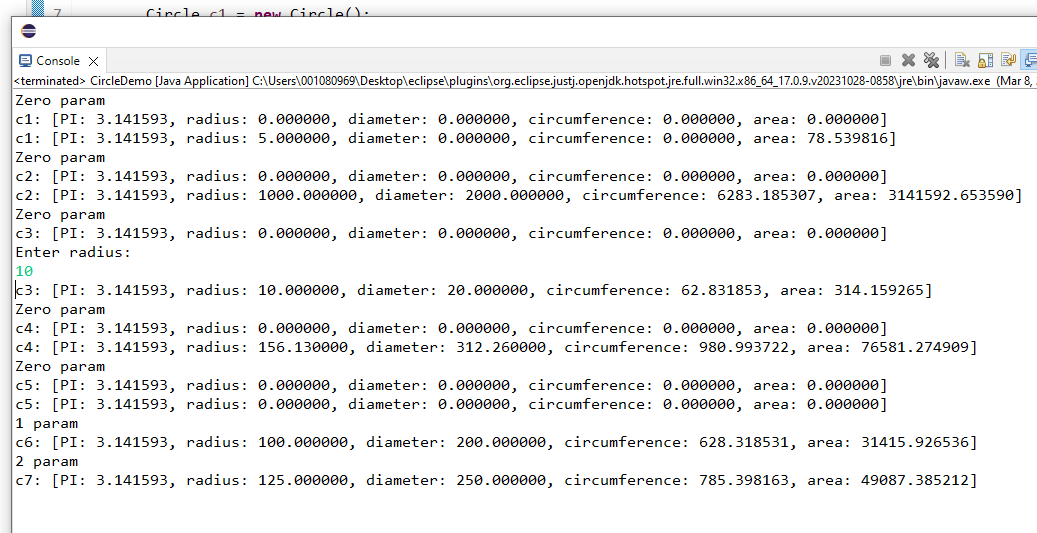 7 Circle c1 = new Circle();
Console
<terminated> CircleDemo [Java Application] C:\Users\001080969\Desktop\eclipse\plugins\org.eclipse.justj.openjdk.hotspot.jre.full.win32.x86_64_17.0.9.v20231028-0858\jre\bin\javaw.exe (Mar 8,
Zero param
c1: [PI: 3.141593, radius: 0.000000, diameter: 0.000000, circumference: 0.000000, area: 0.000000]
c1: [PI: 3.141593, radius: 5.000000, diameter: 0.000000, circumference: 0.000000, area: 78.539816]
Zero param
c2: [PI: 3.141593, radius: 0.000000, diameter: 0.000000, circumference: 0.000000, area: 0.000000]
c2: [PI: 3.141593, radius: 1000.000000, diameter: 2000.000000, circumference: 6283.185307, area: 3141592.653590]
Zero param
c3: [PI: 3.141593, radius: 0.000000, diameter: 0.000000, circumference: 0.000000, area: 0.000000]
Enter radius:
10
c3: [PI: 3.141593, radius: 10.000000, diameter: 20.000000, circumference: 62.831853, area: 314.159265]
Zero param
c4: [PI: 3.141593, radius: 0.000000, diameter: 0.000000, circumference: 0.000000, area: 0.000000]
c4: [PI: 3.141593, radius: 156.130000, diameter: 312.260000, circumference: 980.993722, area: 76581.274909]
Zero param
c5: [PI: 3.141593, radius: 0.000000, diameter: 0.000000, circumference: 0.000000, area: 0.000000]
c5: [PI: 3.141593, radius: 0.000000, diameter: 0.000000, circumference: 0.000000, area: 0.000000]
1 param
c6: [PI: 3.141593, radius: 100.000000, diameter: 200.000000, circumference: 628.318531, area: 31415.926536]
2 param
c7: [PI: 3.141593, radius: 125.000000, diameter: 250.000000, circumference: 785.398163, area: 49087.385212]